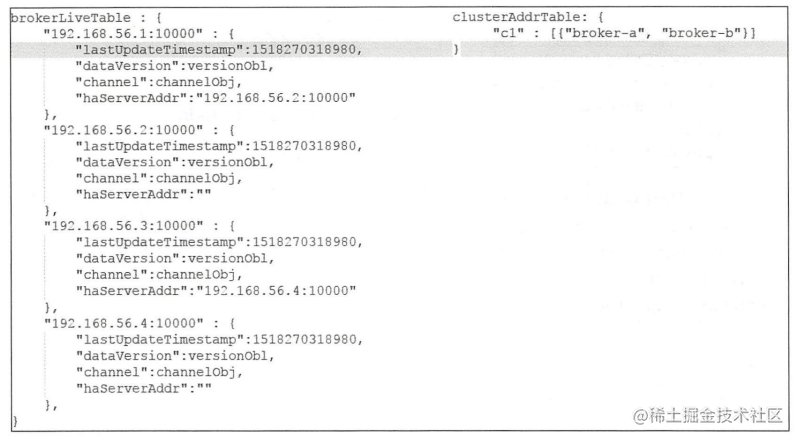 brokerLiveTable : {
    "192.168.56.1:10000" : {
        "lastUpdateTimestamp":1518270318980,
        "dataVersion":versionObl,
        "channel":channelObj,
        "haServerAddr":"192.168.56.2:10000"
    },
    "192.168.56.2:10000" : {
        "lastUpdateTimestamp":1518270318980,
        "dataVersion":versionObl,
        "channel":channelObj,
        "haServerAddr":""
    },
    "192.168.56.3:10000" : {
        "lastUpdateTimestamp":1518270318980,
        "dataVersion":versionObl,
        "channel":channelObj,
        "haServerAddr":"192.168.56.4:10000"
    },
    "192.168.56.4:10000" : {
        "lastUpdateTimestamp":1518270318980,
        "dataVersion":versionObl,
        "channel":channelObj,
        "haServerAddr":""
    },
}
clusterAddrTable: {
    "c1" : [{"broker-a", "broker-b"}]
}
@稀土掘金技术社区